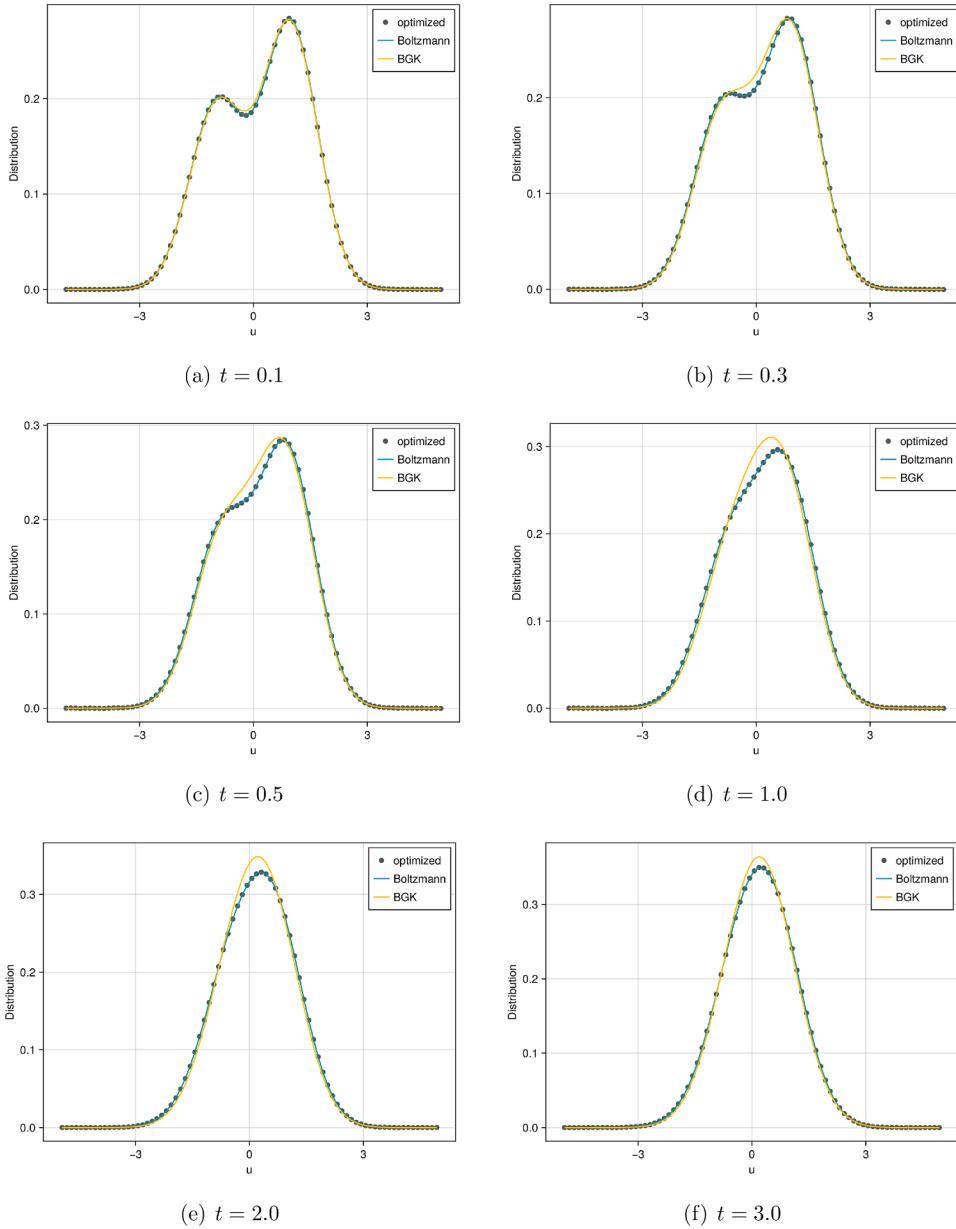 optimized
Boltzmann
BGK
Distribution
0.2
0.1
0.0
−3
0
3
u
(a) t = 0.1
optimized
Boltzmann
BGK
Distribution
0.2
0.1
0.0
−3
0
3
u
(b) t = 0.3
optimized
Boltzmann
BGK
Distribution
0.3
0.2
0.1
0.0
−3
0
3
u
(c) t = 0.5
optimized
Boltzmann
BGK
Distribution
0.3
0.2
0.1
0.0
−3
0
3
u
(d) t = 1.0
optimized
Boltzmann
BGK
Distribution
0.3
0.2
0.1
0.0
−3
0
3
u
(e) t = 2.0
optimized
Boltzmann
BGK
Distribution
0.3
0.2
0.1
0.0
−3
0
3
u
(f) t = 3.0